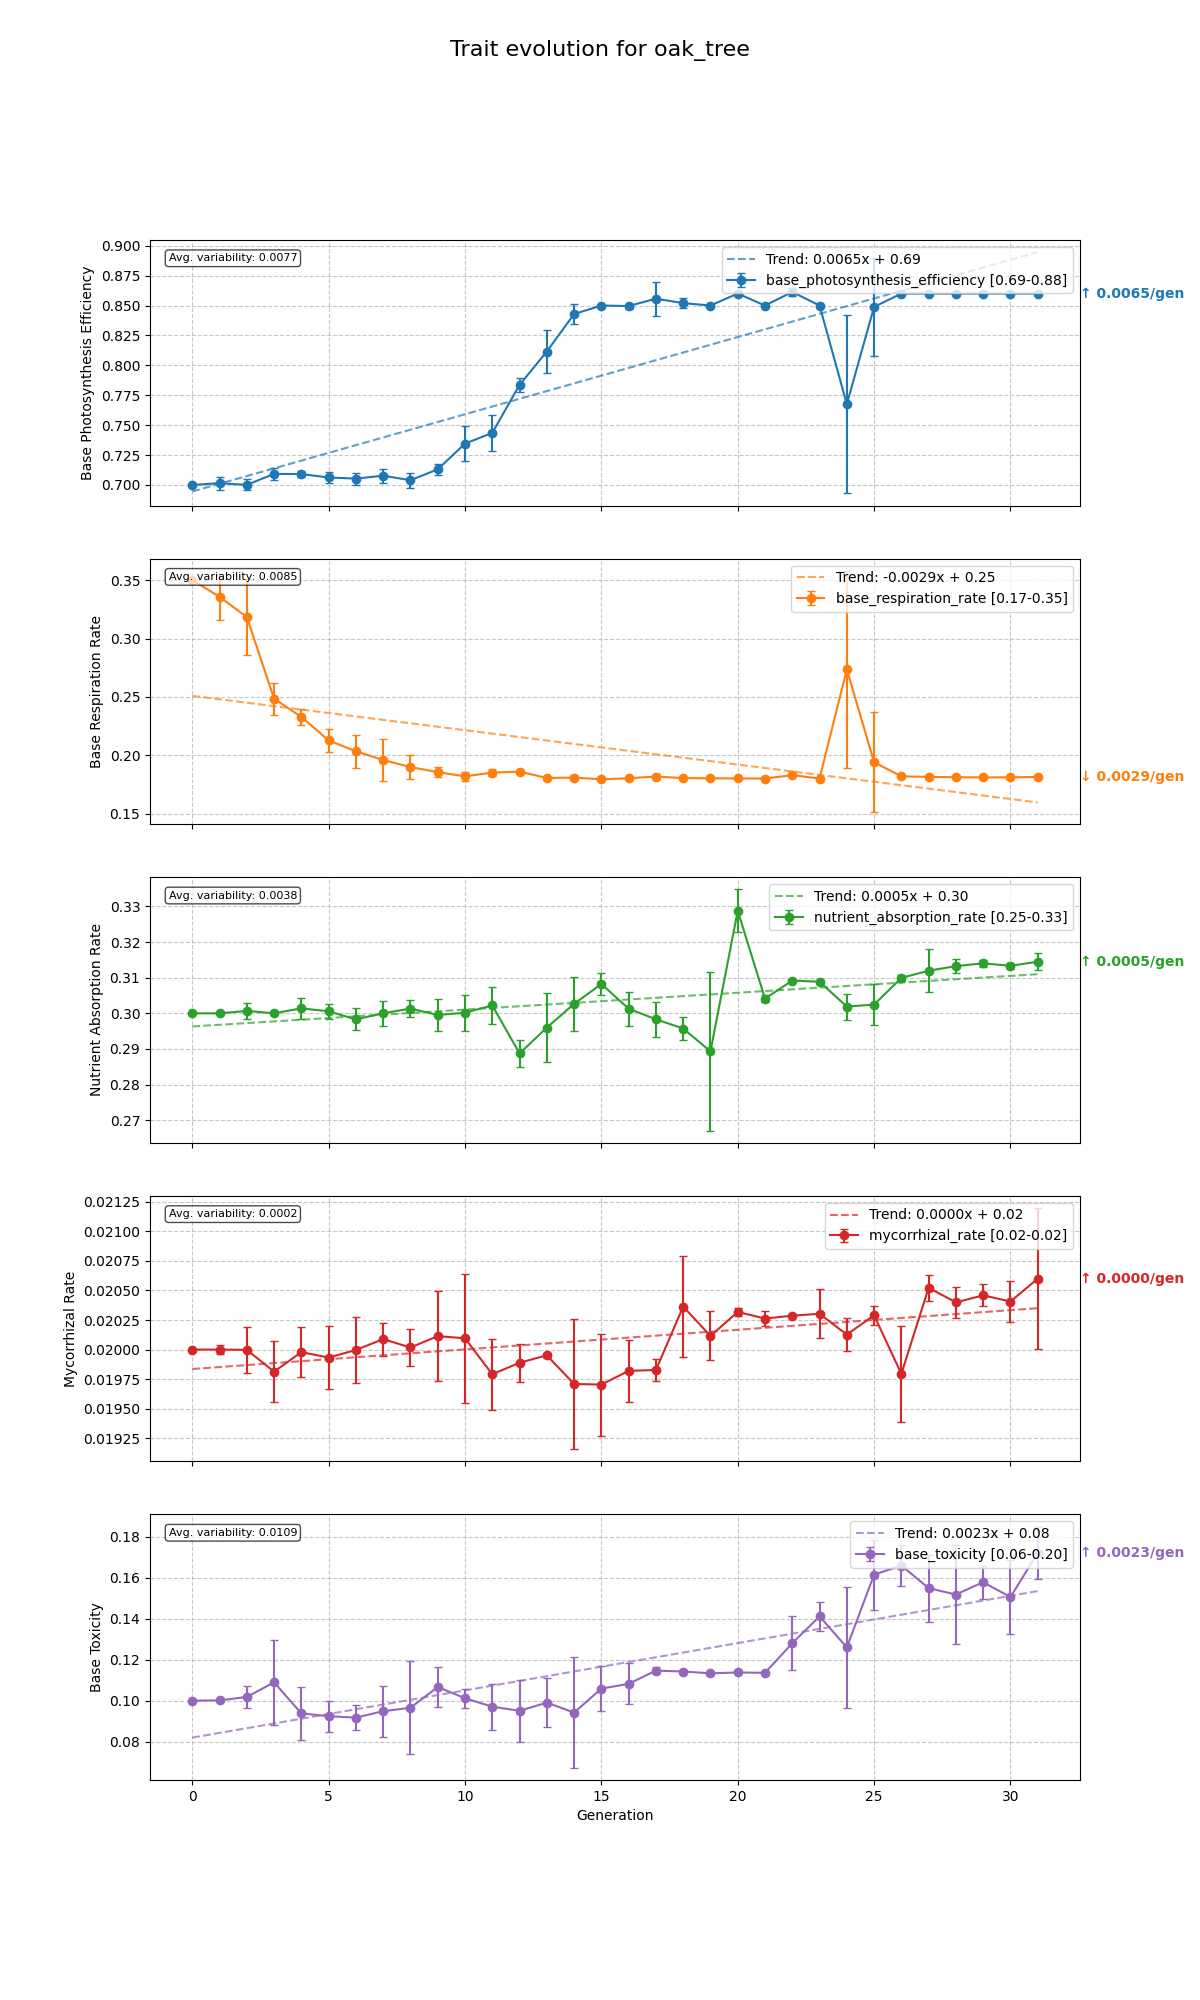 Trait evolution for oak_tree
Avg. variability: 0.0077
Trend: 0.0065x + 0.69
base_photosynthesis_efficiency [0.69-0.88]
↑ 0.0065/gen
Base Photosynthesis Efficiency
0.900
0.875
0.850
0.825
0.800
0.775
0.750
0.725
0.700
Avg. variability: 0.0085
Trend: -0.0029x + 0.25
base_respiration_rate [0.17-0.35]
↓ 0.0029/gen
Base Respiration Rate
0.35
0.30
0.25
0.20
0.15
Avg. variability: 0.0038
Trend: 0.0005x + 0.30
nutrient_absorption_rate [0.25-0.33]
↑ 0.0005/gen
Nutrient Absorption Rate
0.33
0.32
0.31
0.30
0.29
0.28
0.27
Avg. variability: 0.0002
Trend: 0.0000x + 0.02
mycorrhizal_rate [0.02-0.02]
↑ 0.0000/gen
Mycorrhizal Rate
0.02125
0.02100
0.02075
0.02050
0.02025
0.02000
0.01975
0.01950
0.01925
Avg. variability: 0.0109
Trend: 0.0023x + 0.08
base_toxicity [0.06-0.20]
↑ 0.0023/gen
Base Toxicity
0.18
0.16
0.14
0.12
0.10
0.08
0 5 10 15 20 25 30
Generation